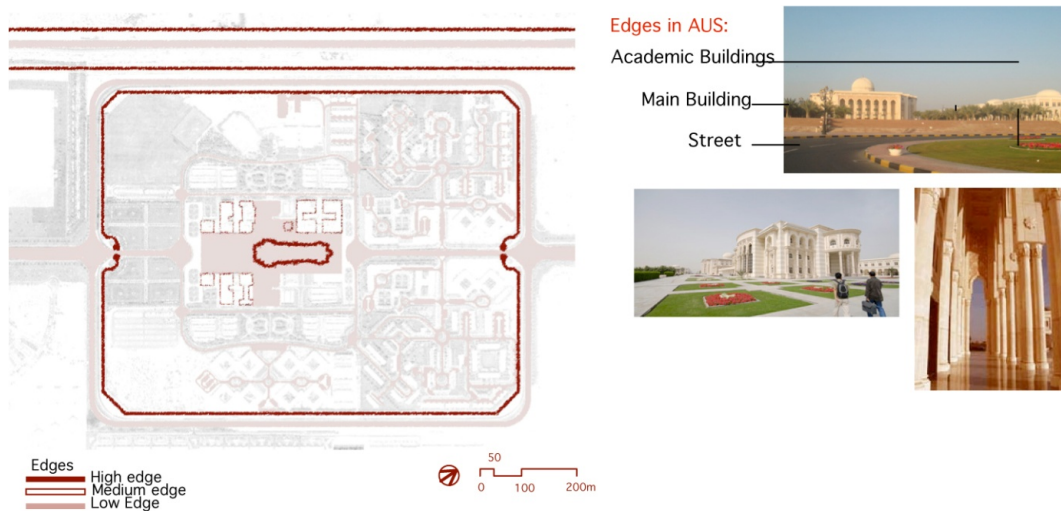 Edges in AUS:
Academic Buildings
Main Building
Street
Edges
High edge
Medium edge
Low Edge
50
0 100 200m